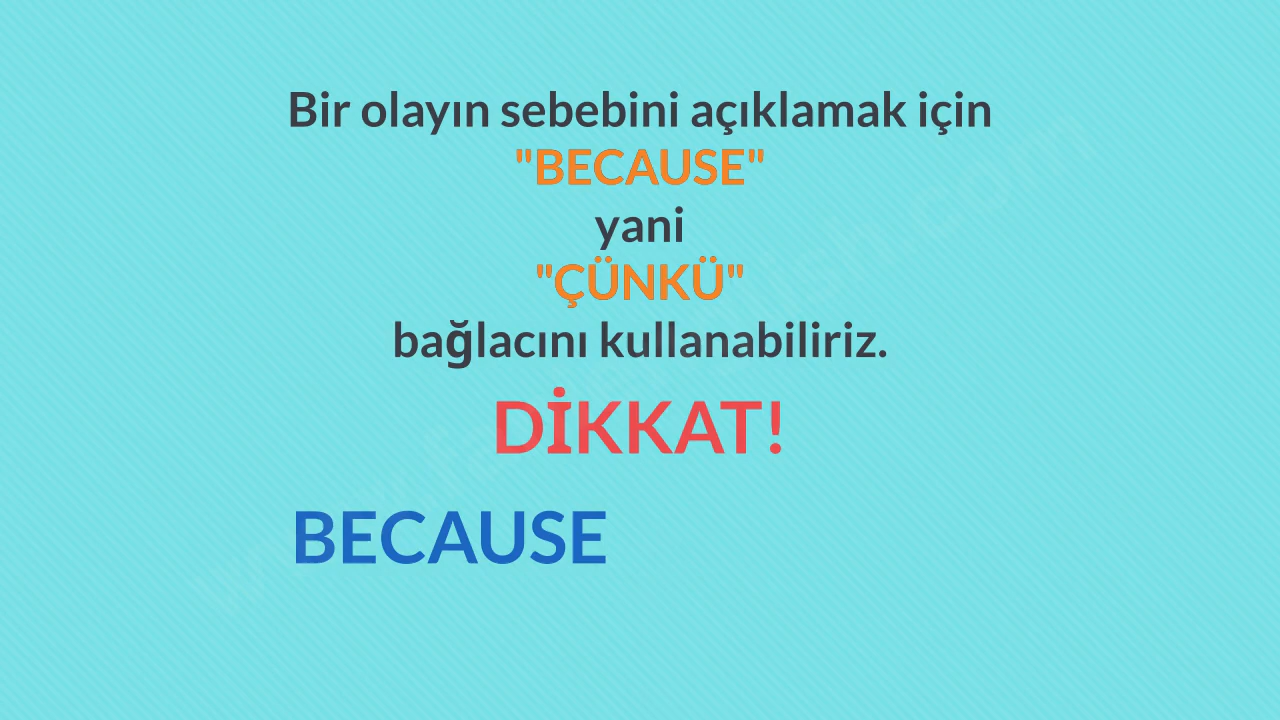 Bir olayın sebebini açıklamak için
"BECAUSE"
yani
"ÇÜNKÜ"
bağlacını kullanabiliriz.
DİKKAT!
BECAUSE